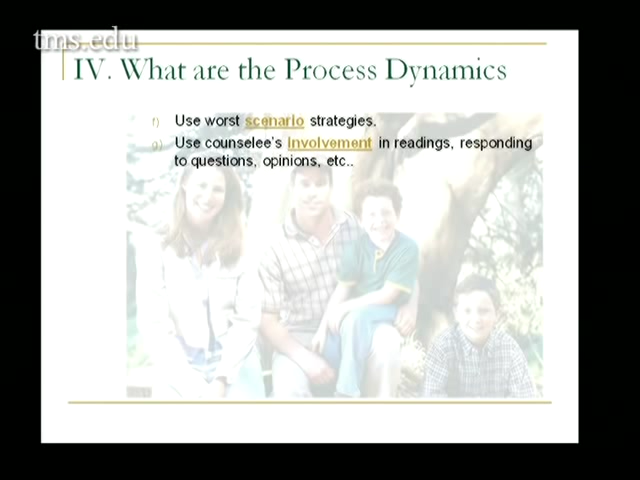 tms.edu
IV. What are the Process Dynamics
f) Use worst scenario strategies.
g) Use counselee's involvement in readings, responding
to questions, opinions, etc..